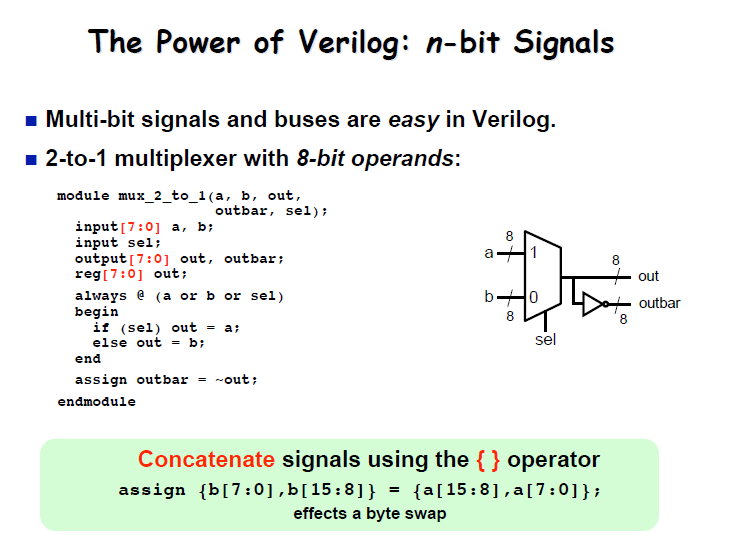 The Power of Verilog: n-bit Signals
Multi-bit signals and buses are easy in Verilog.
2-to-1 multiplexer with 8-bit operands:
module mux_2_to_1(a, b, out,
outbar, sel);
input[7:0] a, b;
input sel;
output[7:0] out, outbar;
reg[7:0] out;
always @ (a or b or sel)
begin
if (sel) out = a;
else out = b;
end
assign outbar = ~out;
endmodule
8
a
1
8
out
b
0
outbar
8
8
sel
Concatenate signals using the { } operator
assign {b[7:0],b[15:8]} = {a[15:8],a[7:0]};
effects a byte swap